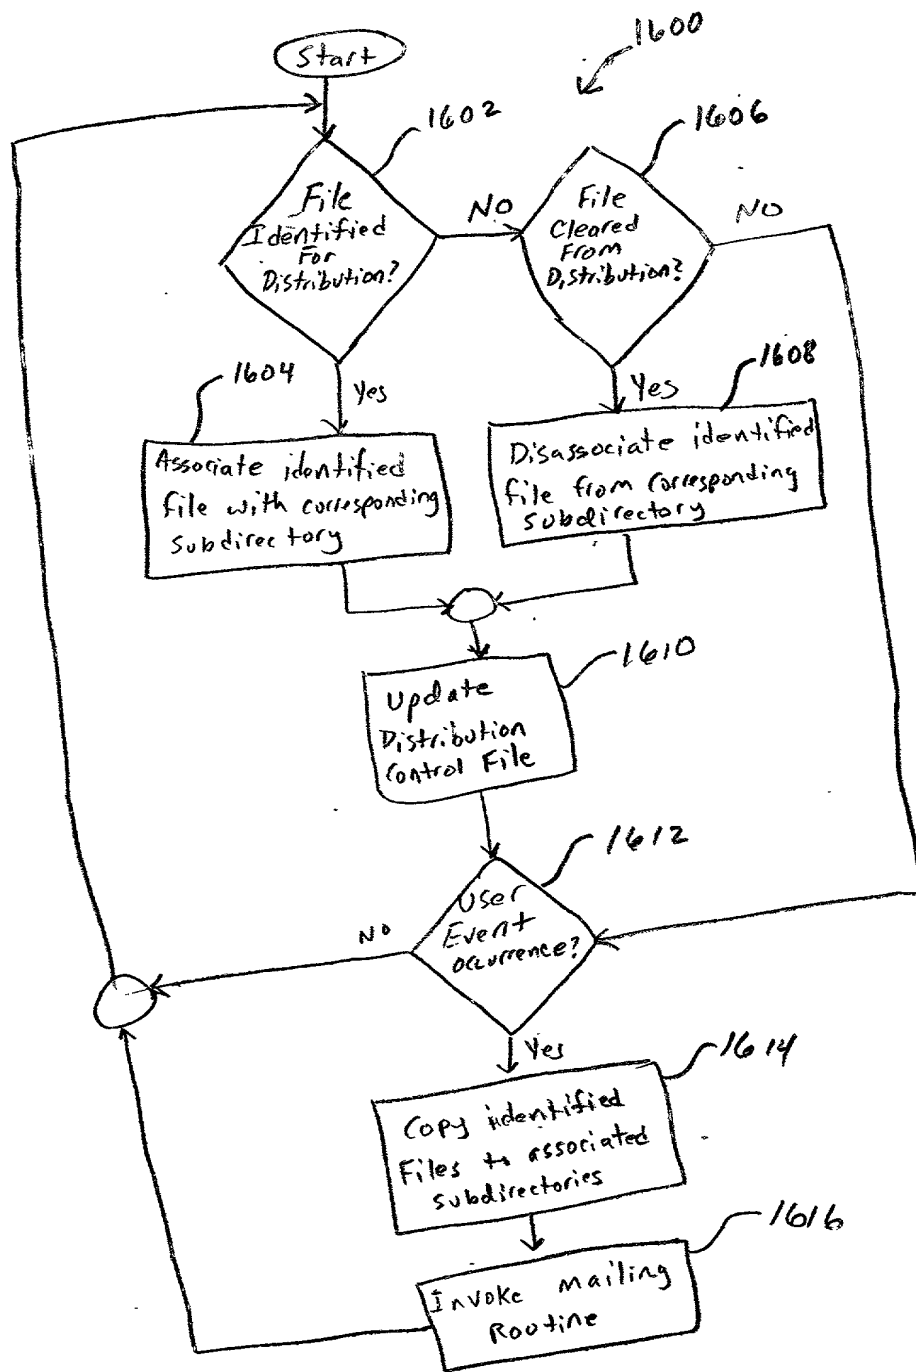 Start
1600
1602
File
Identified
For
Distribution?
NO
1606
File
Cleared
From
Distribution?
NO
1604
Yes
Associate identified
file with corresponding
subdirectory
1608
Yes
Disassociate identified
file from corresponding
subdirectory
1610
Update
Distribution
Control File
1612
User
Event
occurrence?
NO
Yes
1614
Copy identified
Files to associated
subdirectories
1616
Invoke mailing
Routine